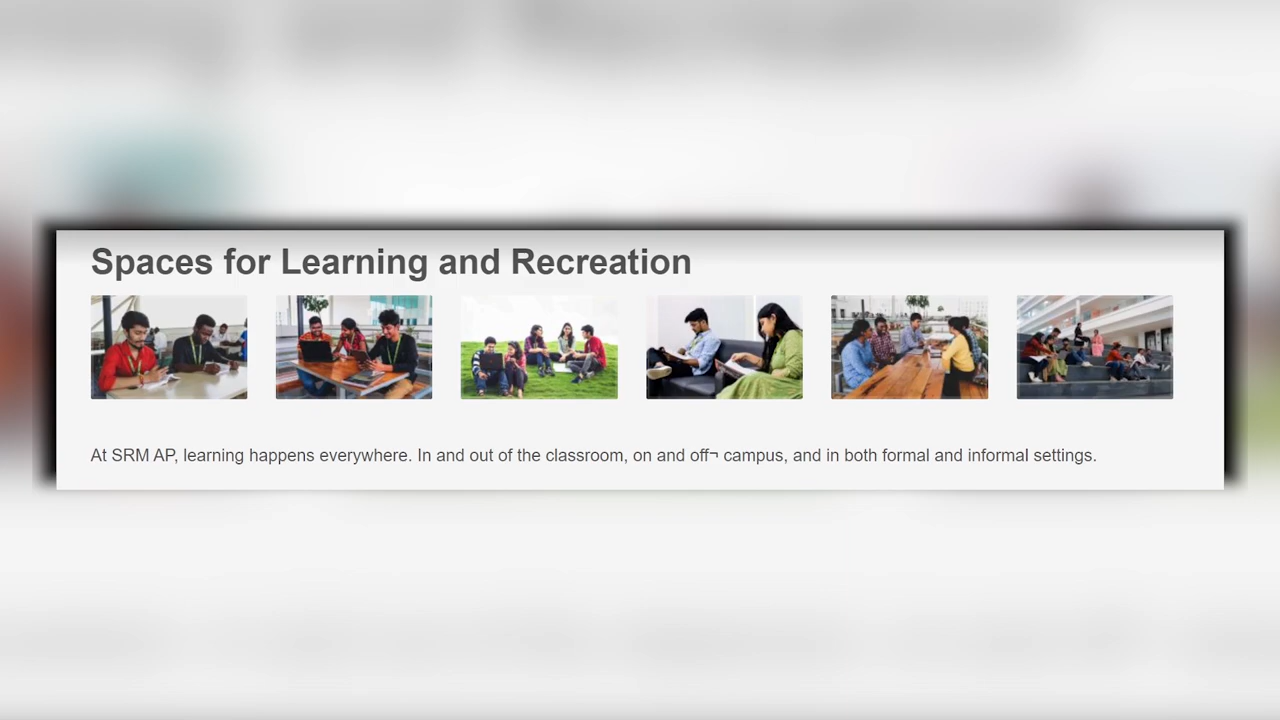 Spaces for Learning and Recreation
At SRM AP, learning happens everywhere. In and out of the classroom, on and off¬ campus, and in both formal and informal settings.